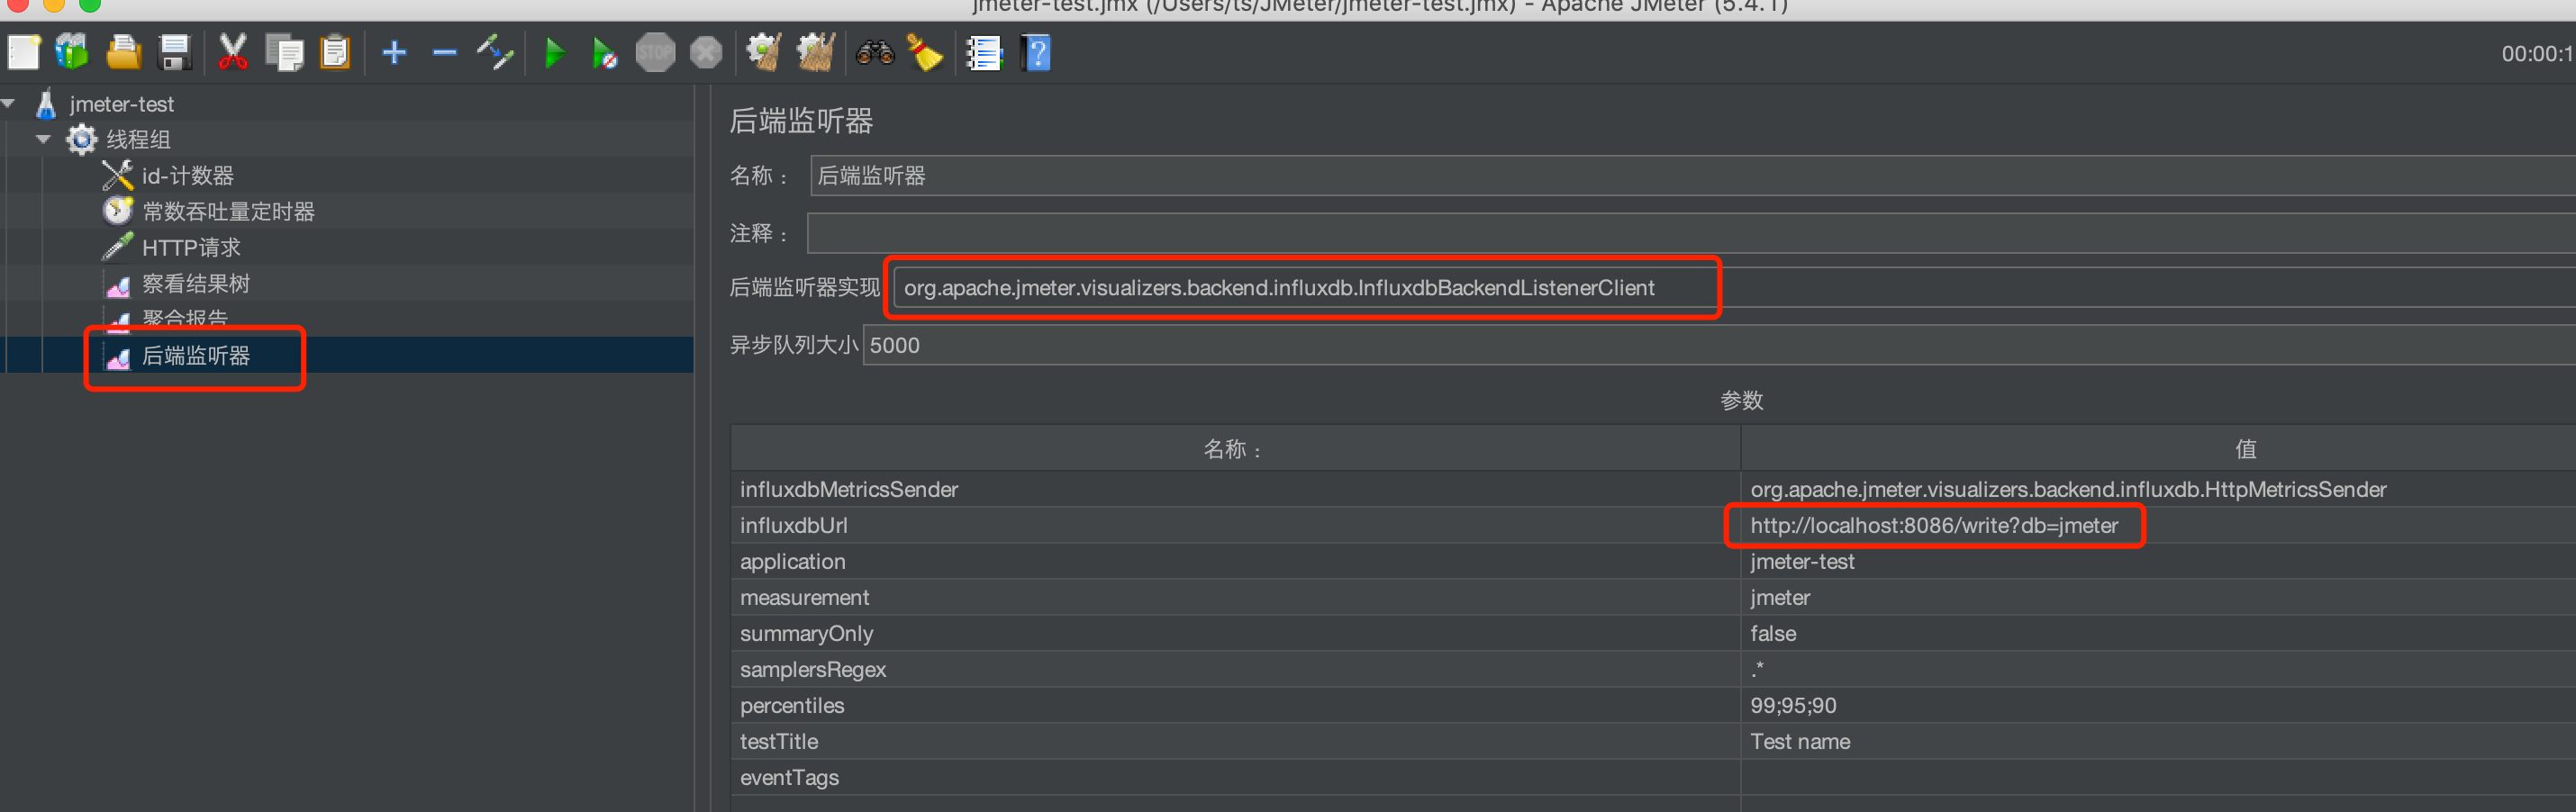 jmeter-test.jmx (/Users/ts/JMeter/jmeter-test.jmx) - Apache JMeter (5.4.1)
STOP
?
00:00:1
jmeter-test
线程组
id-计数器
常数吞吐量定时器
HTTP请求
察看结果树
聚合报告
后端监听器
后端监听器
名称： 后端监听器
注释：
后端监听器实现 org.apache.jmeter.visualizers.backend.influxdb.InfluxdbBackendListenerClient
异步队列大小 5000
参数
名称： 值
influxdbMetricsSender org.apache.jmeter.visualizers.backend.influxdb.HttpMetricsSender
influxdbUrl http://localhost:8086/write?db=jmeter
application jmeter-test
measurement jmeter
summaryOnly false
samplersRegex .*
percentiles 99;95;90
testTitle Test name
eventTags